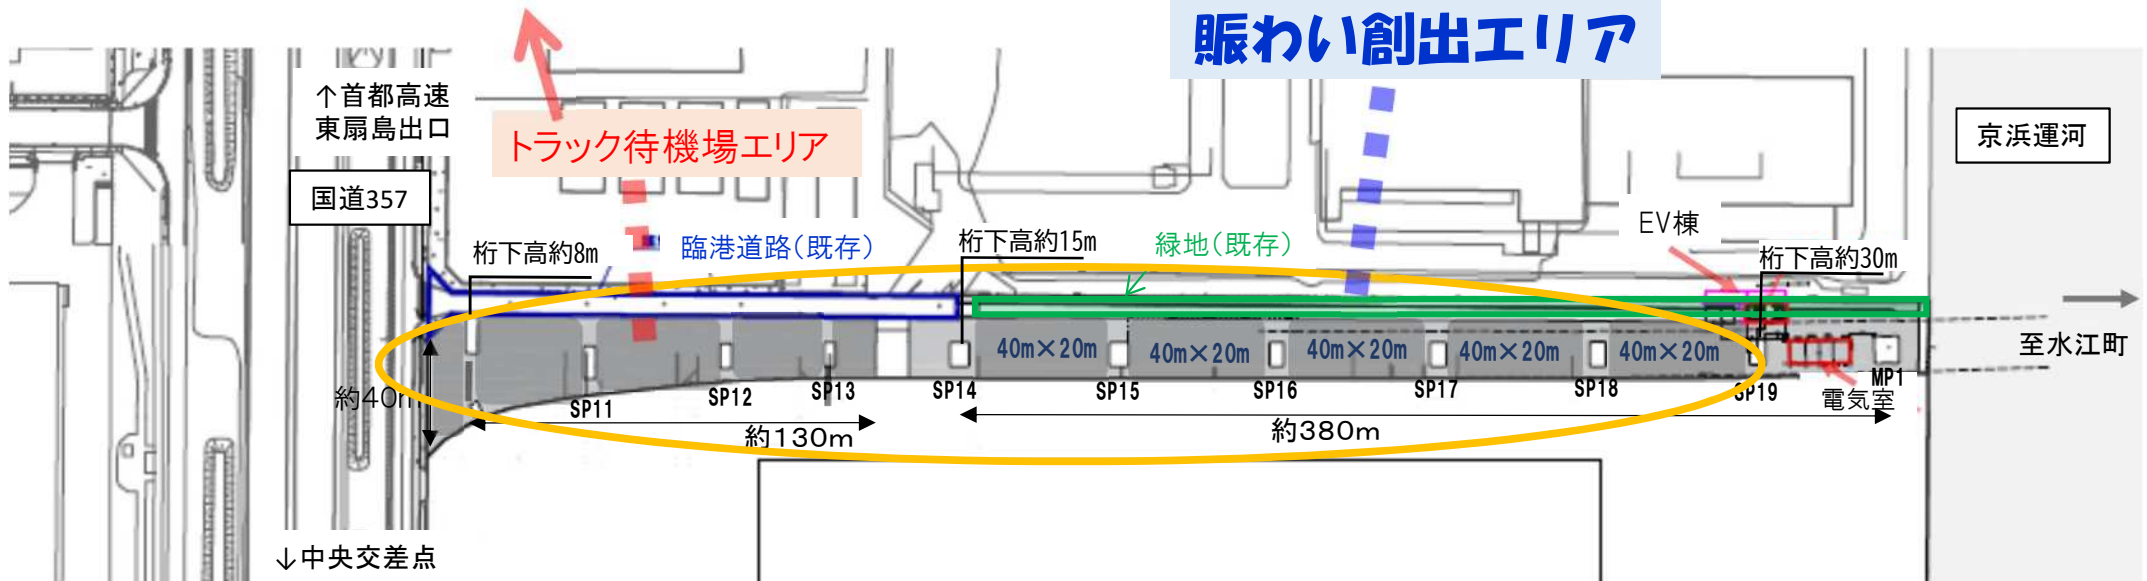 賑わい創出エリア
↑首都高速
東扇島出口
トラック待機場エリア
京浜運河
国道357
EV棟
桁下高約8m
臨港道路（既存）
桁下高約15m
緑地（既存）
桁下高約30m
至水江町
40m×20m
40m×20m
40m×20m
40m×20m
40m×20m
約40m
SP11
SP12
SP13
SP14
SP15
SP16
SP17
SP18
SP19
MP1
電気室
約130m
約380m
↓中央交差点